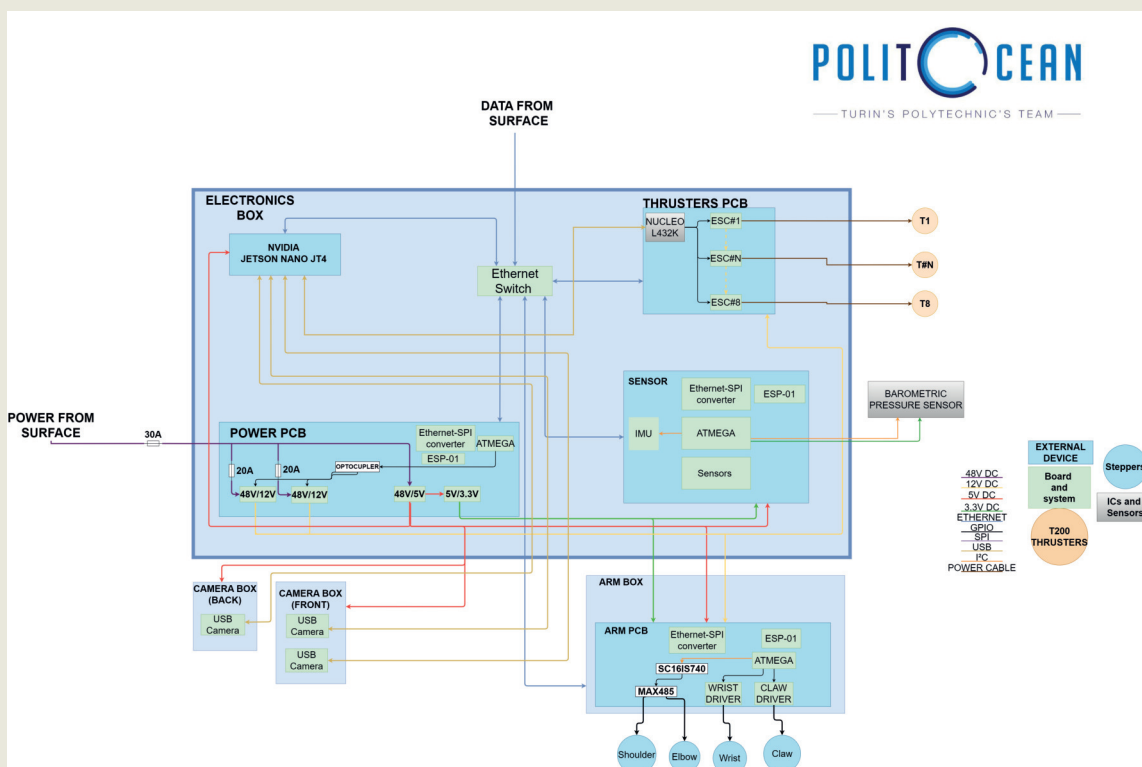 POLITOCEAN
TURIN'S POLYTECHNIC'S TEAM
DATA FROM
SURFACE
ELECTRONICS
BOX
NVIDIA
JETSON NANO JT4
Ethernet
Switch
THRUSTERS PCB
NUCLEO
L432K
ESC#1
ESC#N
ESC#8
T1
T#N
T8
SENSOR
Ethernet-SPI
converter
ESP-01
IMU
ATMEGA
Sensors
BAROMETRIC
PRESSURE SENSOR
POWER FROM
SURFACE
30A
POWER PCB
Ethernet-SPI
converter
ATMEGA
ESP-01
OPTOCUPLER
20A
20A
48V/12V
48V/12V
48V/5V
5V/3.3V
CAMERA BOX
(BACK)
USB
Camera
CAMERA BOX
(FRONT)
USB
Camera
USB
Camera
ARM BOX
ARM PCB
Ethernet-SPI
converter
ESP-01
ATMEGA
SC16IS740
MAX485
WRIST
DRIVER
CLAW
DRIVER
Shoulder
Elbow
Wrist
Claw
48V DC
12V DC
5V DC
3.3V DC
ETHERNET
GPIO
SPI
USB
I²C
POWER CABLE
EXTERNAL
DEVICE
Board
and
system
T200
THRUSTERS
Steppers
ICs and
Sensors